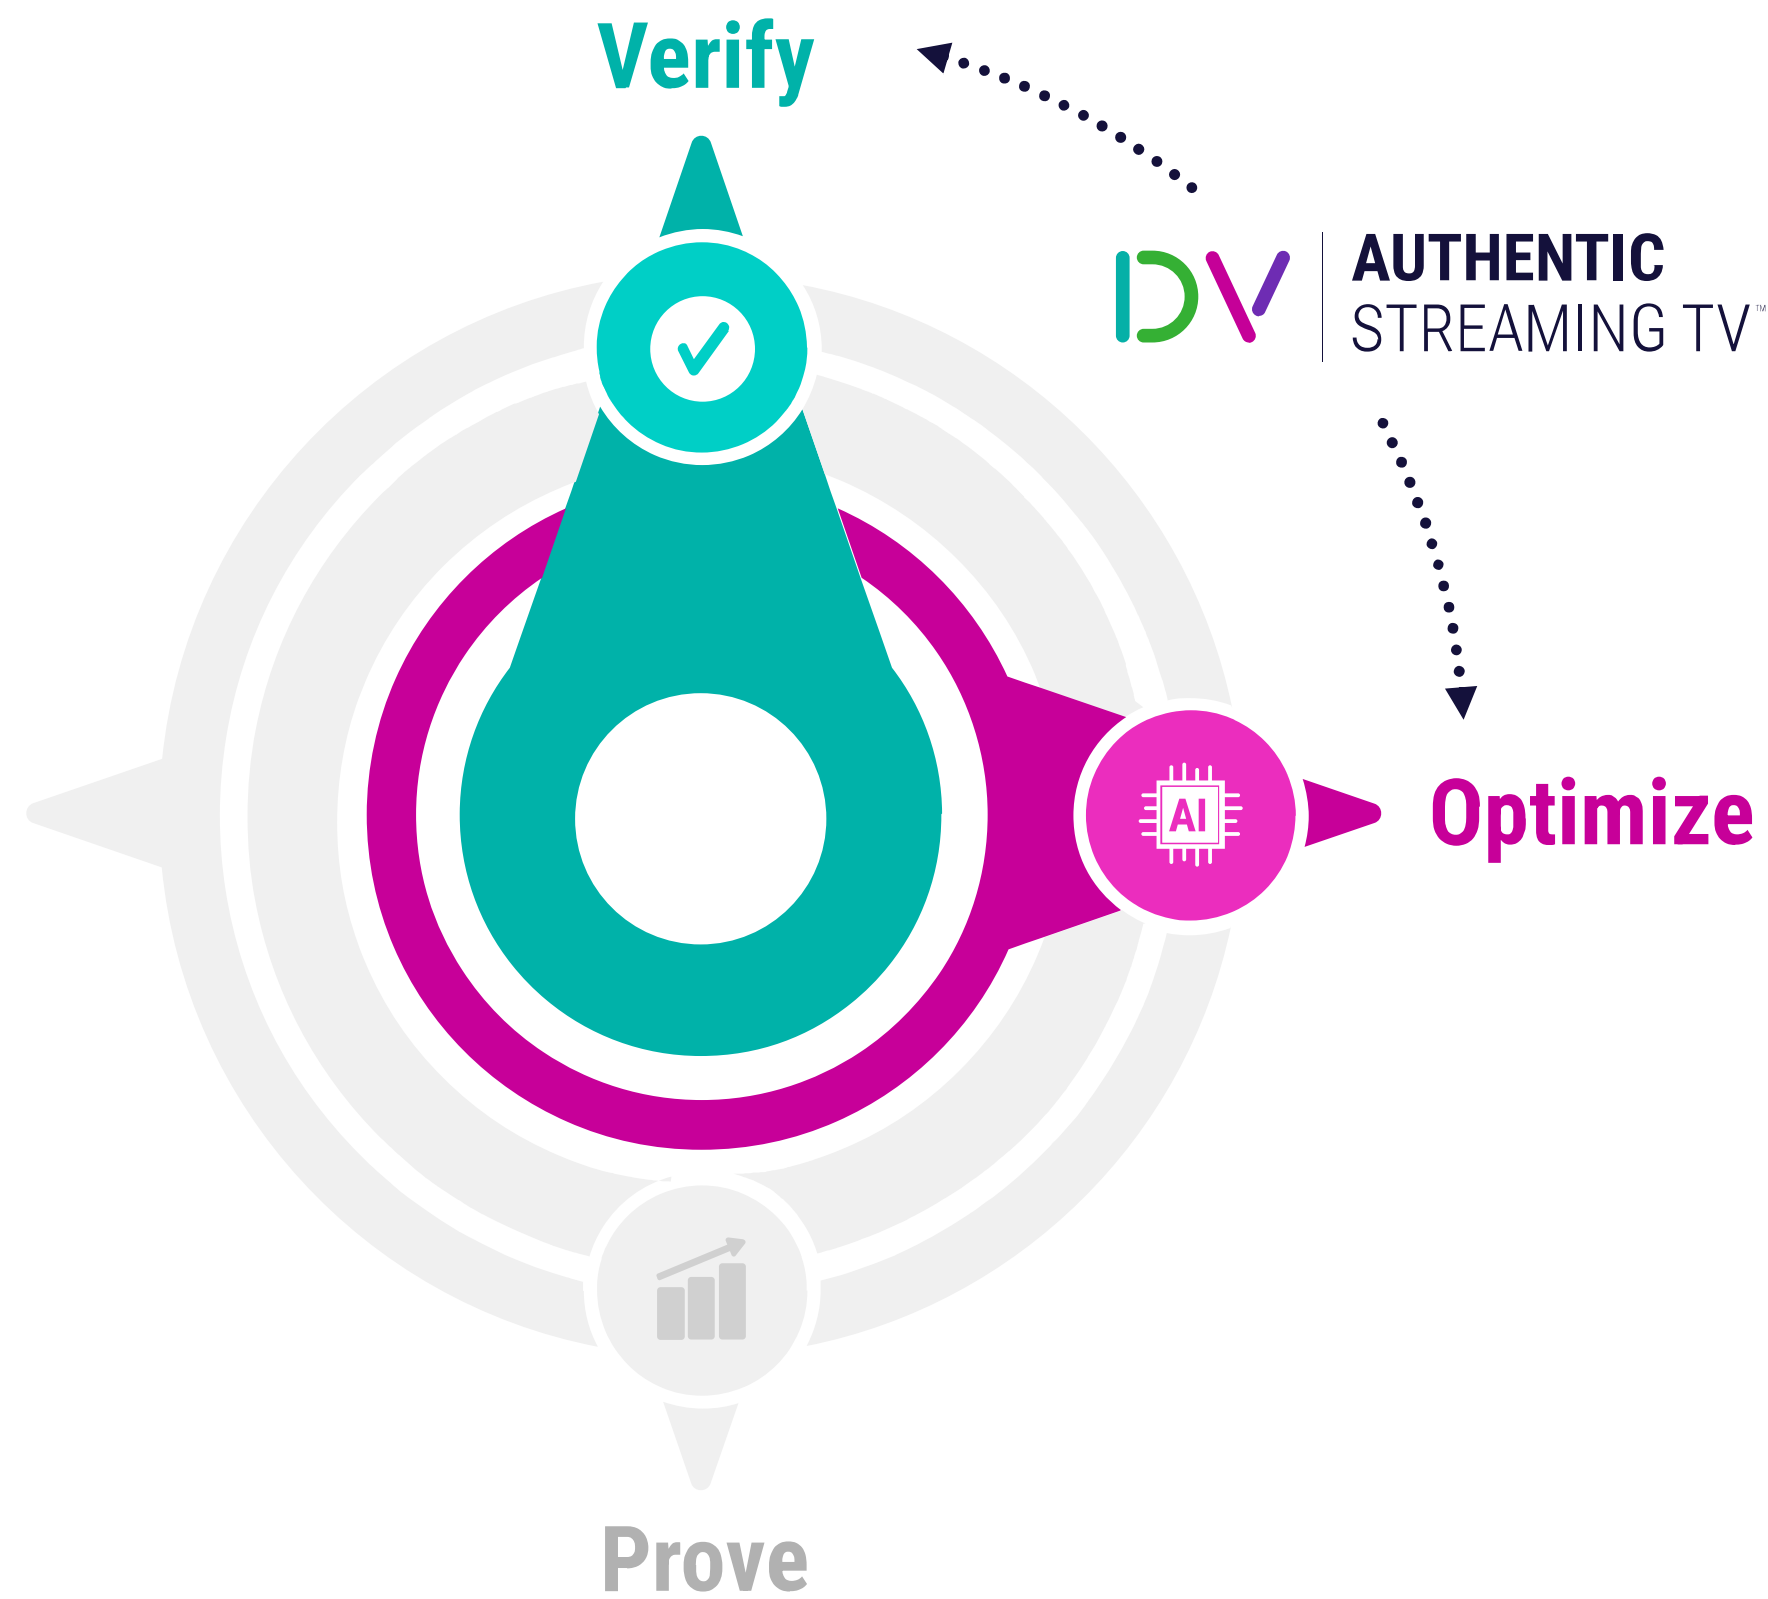 Verify
DV
AUTHENTIC
STREAMING TV™
AI
Optimize
Prove